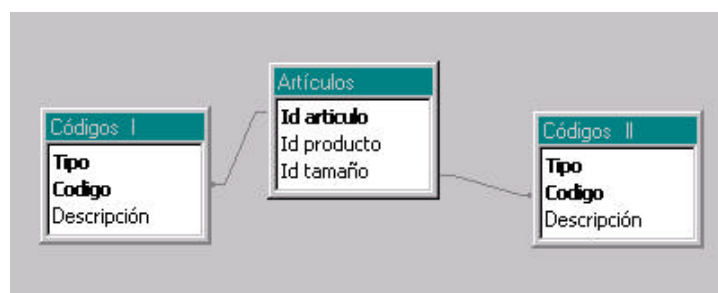 Códigos I
Tipo
Codigo
Descripción
Artículos
Id articulo
Id producto
Id tamaño
Códigos II
Tipo
Codigo
Descripción